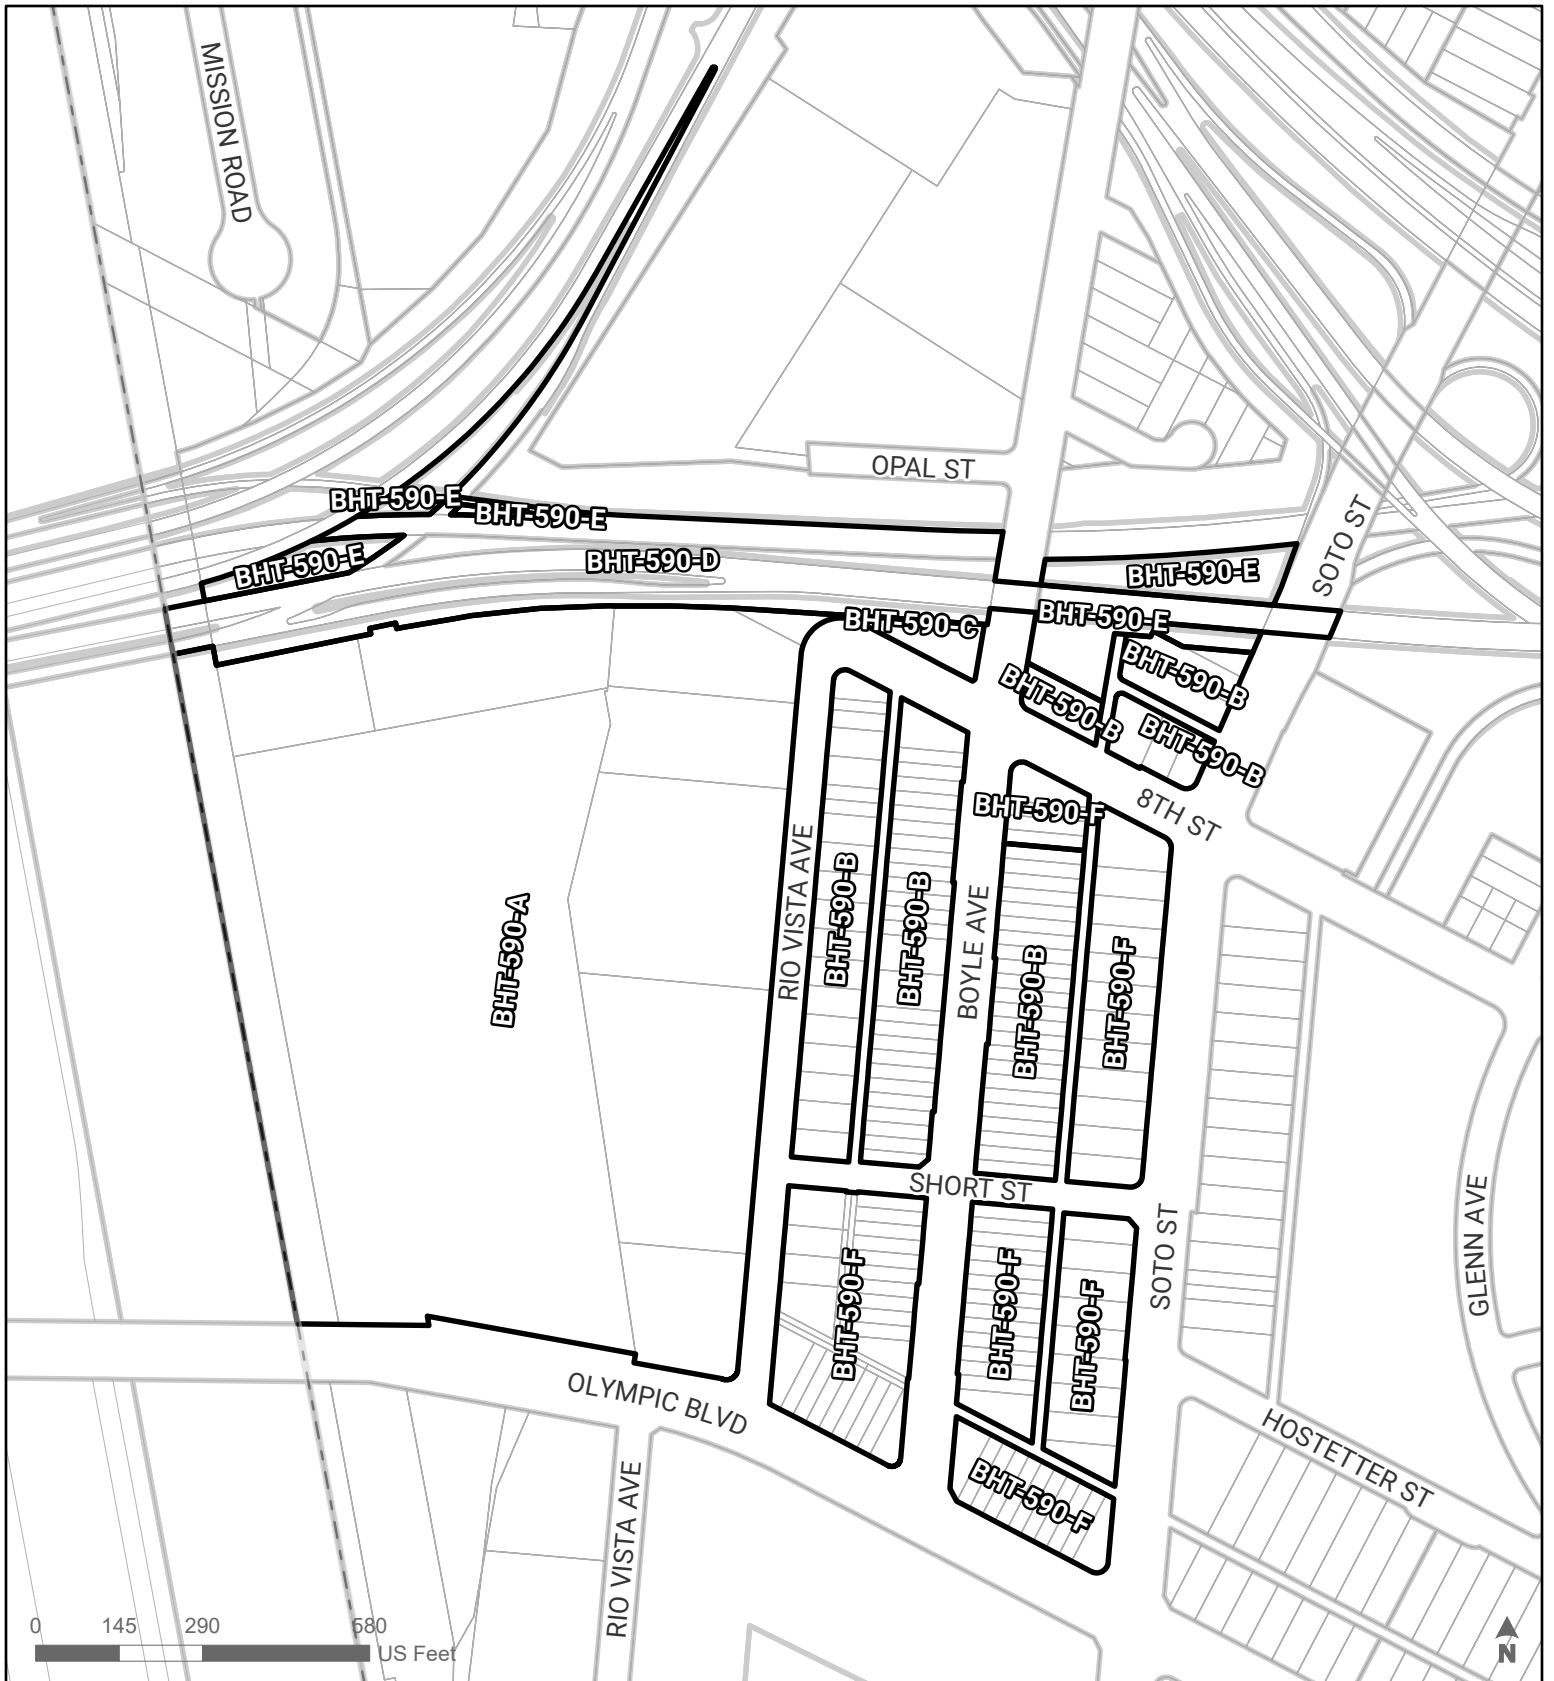 MISSION ROAD
OPAL ST
BHT-590-E
BHT-590-E
BHT-590-E
BHT-590-D
BHT-590-E
SOTO ST
BHT-590-C
BHT-590-E
BHT-590-B
BHT-590-B
BHT-590-B
8TH ST
BHT-590-F
RIO VISTA AVE
BHT-590-B
BHT-590-B
BOYLE AVE
BHT-590-B
BHT-590-F
BHT-590-A
SHORT ST
SOTO ST
GLENN AVE
BHT-590-F
BHT-590-F
BHT-590-F
OLYMPIC BLVD
HOSTETTER ST
BHT-590-F
RIO VISTA AVE
0 145 290 580
US Feet
N